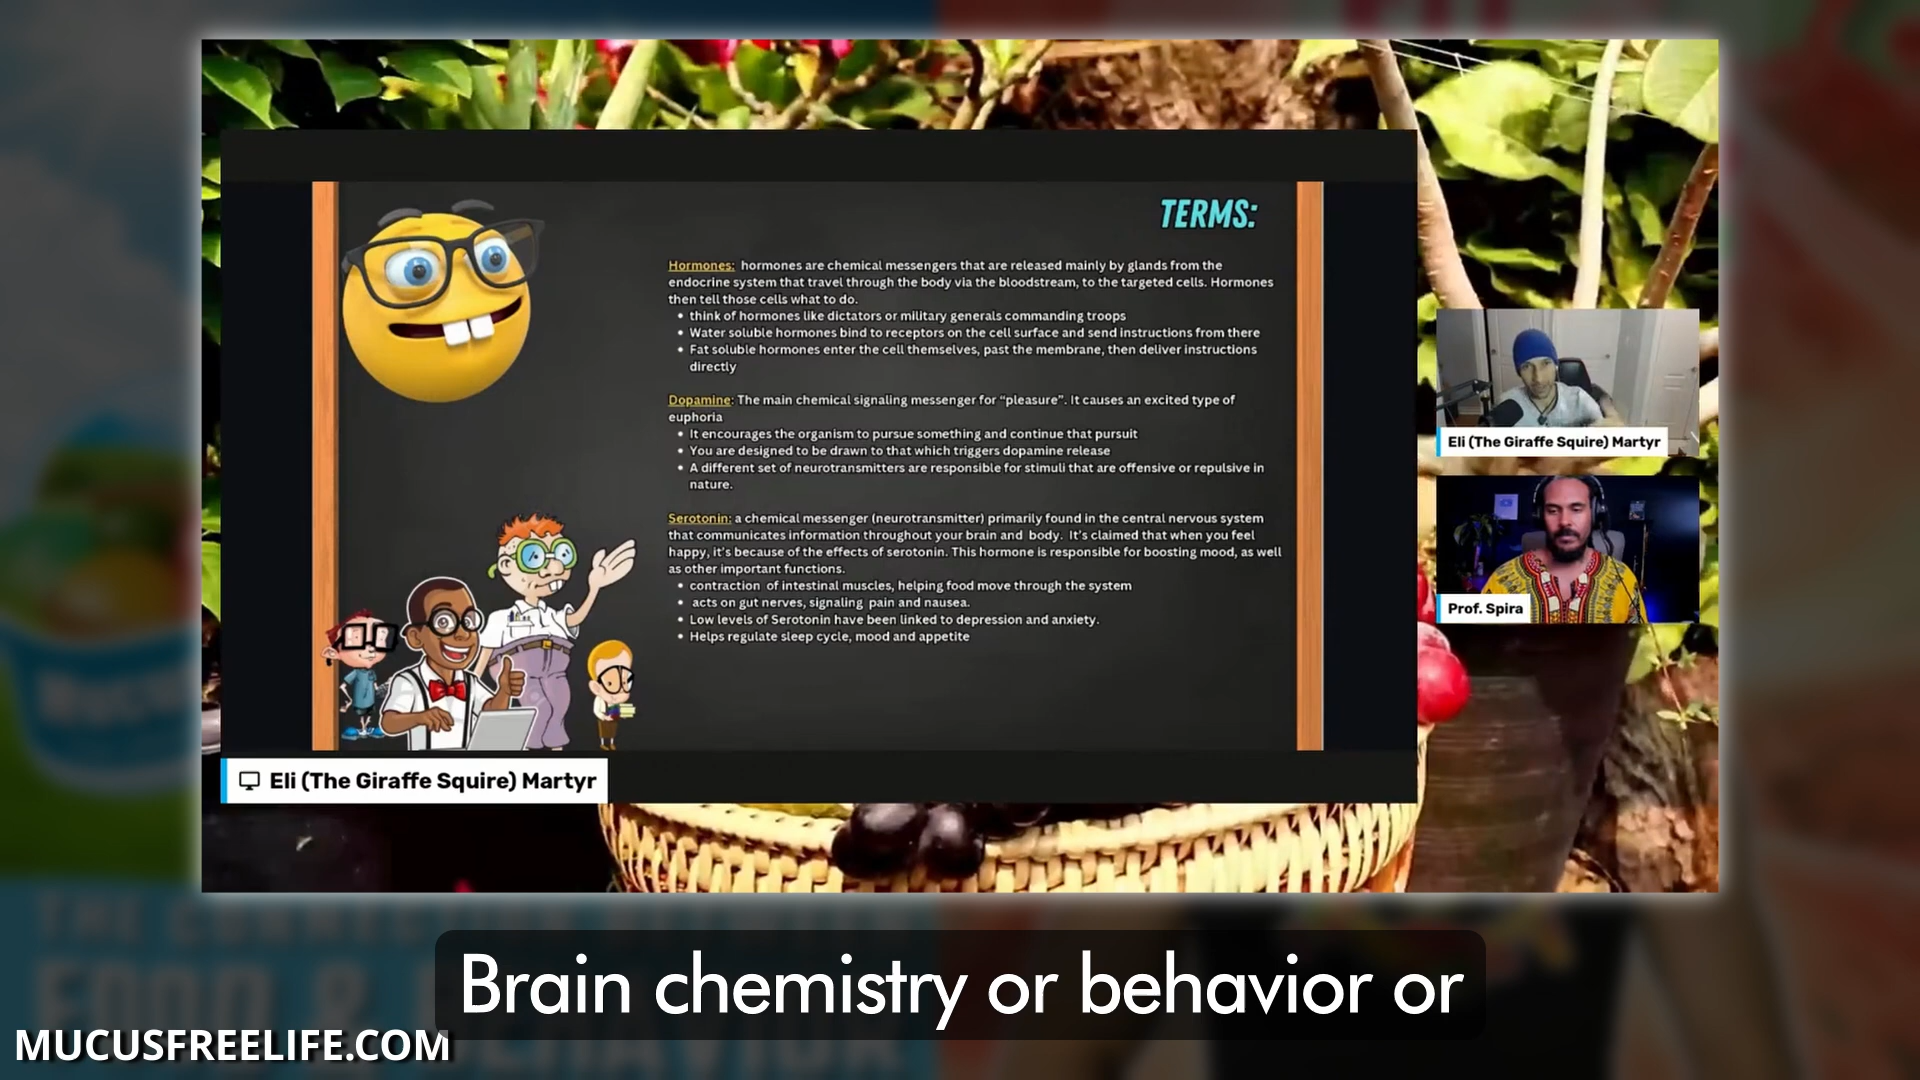 TERMS:
Hormones: hormones are chemical messengers that are released mainly by glands from the
endocrine system that travel through the body via the bloodstream, to the targeted cells. Hormones
then tell those cells what to do.
• think of hormones like dictators or military generals commanding troops
• Water soluble hormones bind to receptors on the cell surface and send instructions from there
• Fat soluble hormones enter the cell themselves, past the membrane, then deliver instructions
directly
Dopamine: The main chemical signaling messenger for “pleasure”. It causes an excited type of
euphoria
• It encourages the organism to pursue something and continue that pursuit
• You are designed to be drawn to that which triggers dopamine release
• A different set of neurotransmitters are responsible for stimuli that are offensive or repulsive in
nature.
Serotonin: a chemical messenger (neurotransmitter) primarily found in the central nervous system
that communicates information throughout your brain and body. It’s claimed that when you feel
happy, it’s because of the effects of serotonin. This hormone is responsible for boosting mood, as well
as other important functions.
• contraction of intestinal muscles, helping food move through the system
• acts on gut nerves, signaling pain and nausea.
• Low levels of Serotonin have been linked to depression and anxiety.
• Helps regulate sleep cycle, mood and appetite
Eli (The Giraffe Squire) Martyr
Prof. Spira
Eli (The Giraffe Squire) Martyr
THE CONNECTION BETWEEN
FOOD & BEHAVIOR
Brain chemistry or behavior or
MUCUSFREELIFE.COM